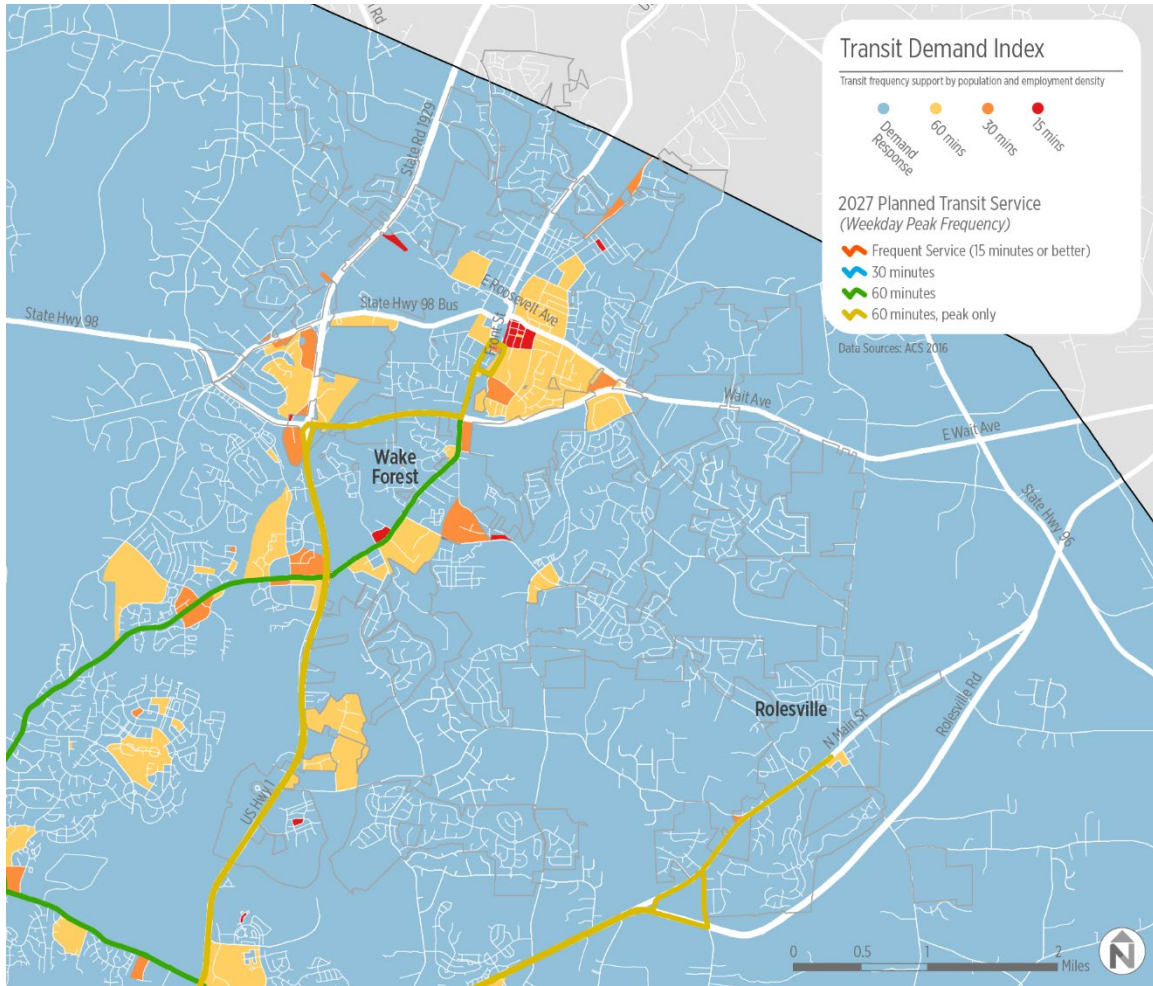 Transit Demand Index
Transit frequency support by population and employment density
Demand
Response
60 mins
30 mins
15 mins
2027 Planned Transit Service
(Weekday Peak Frequency)
Frequent Service (15 minutes or better)
30 minutes
60 minutes
60 minutes, peak only
Data Sources: ACS 2016
Rd
State Rd 1929
State Hwy 98
State Hwy 98 Bus
E Roosevelt Ave
Front St
Wait Ave
E Wait Ave
State Hwy 96
Wake
Forest
Rolesville
N Main St
Rolesville Rd
US Hwy 1
0 0.5 1 2
Miles
N